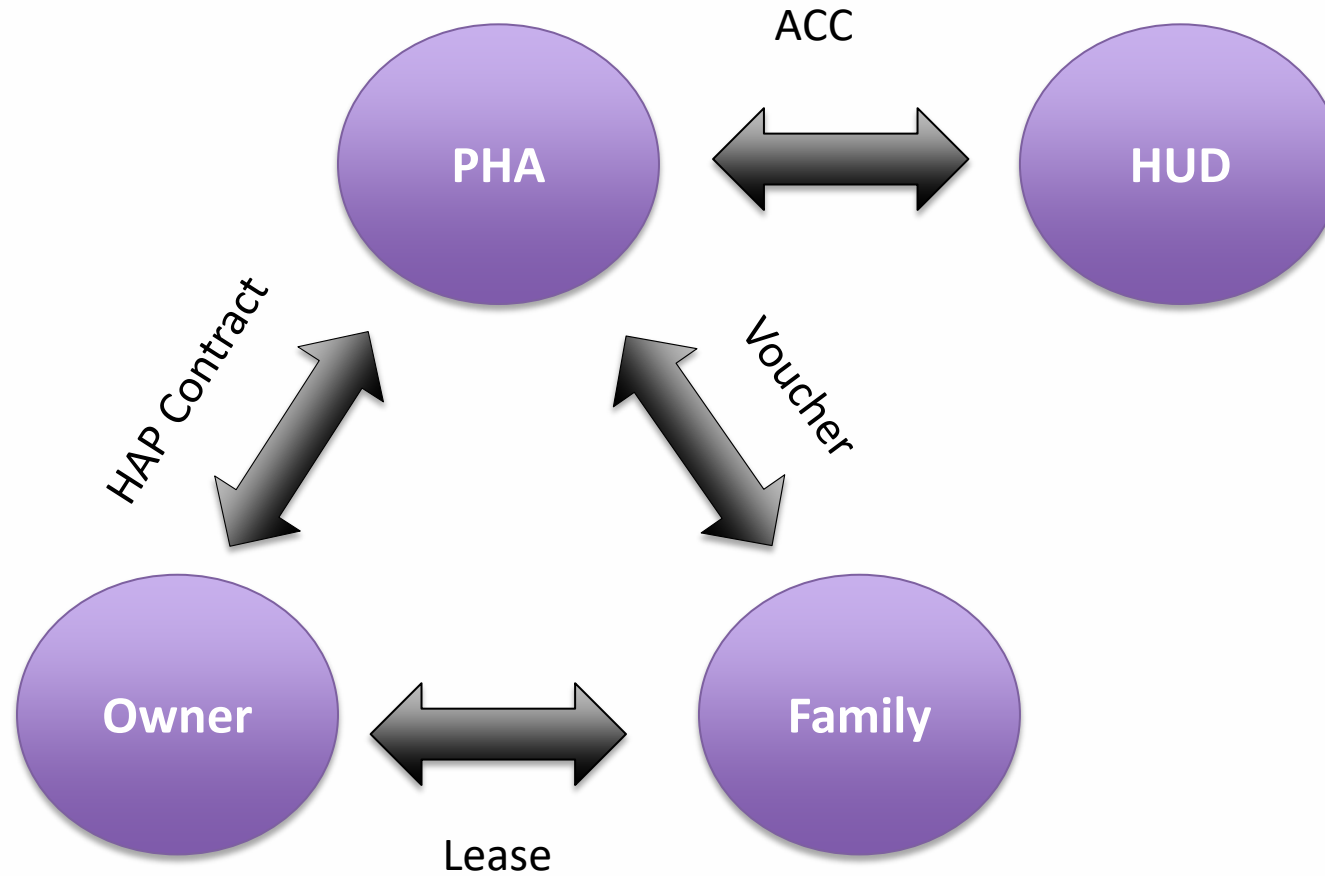 ACC
PHA
HUD
HAP Contract
Voucher
Owner
Family
Lease